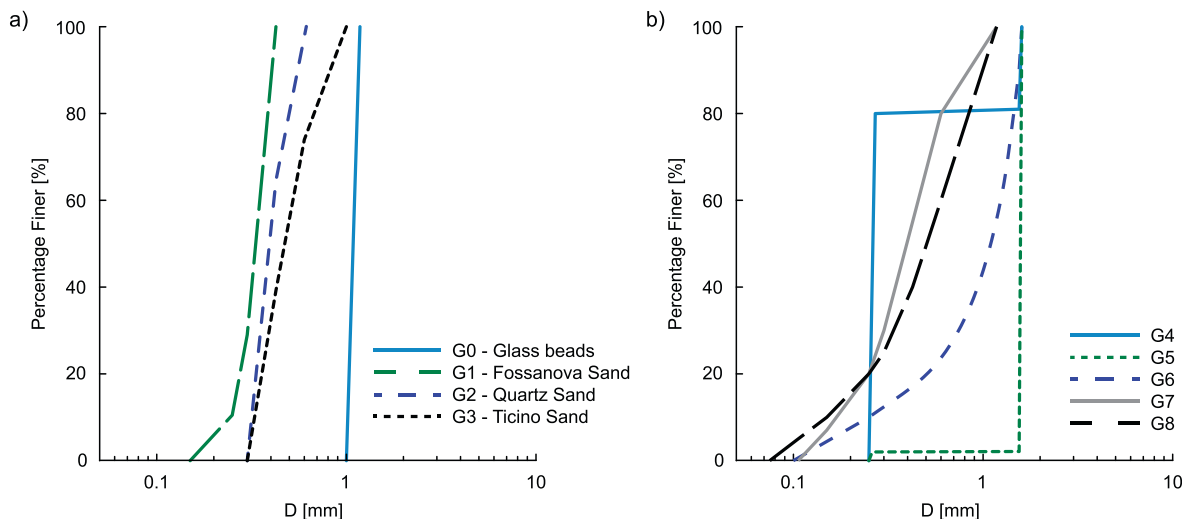 a)
100
80
60
40
20
0
Percentage Finer [%]
0.1
1
10
D [mm]
G0 - Glass beads
G1 - Fossanova Sand
G2 - Quartz Sand
G3 - Ticino Sand
b)
100
80
60
40
20
0
Percentage Finer [%]
0.1
1
10
D [mm]
G4
G5
G6
G7
G8